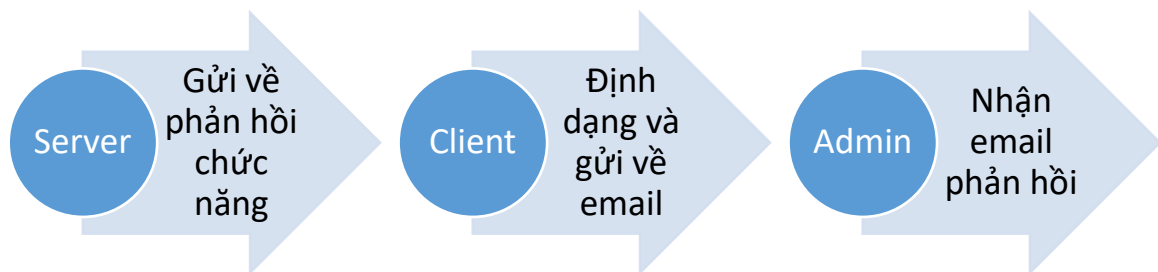 Server
Gửi về
phản hồi
chức
năng
Client
Định
dạng và
gửi về
email
Admin
Nhận
email
phản hồi